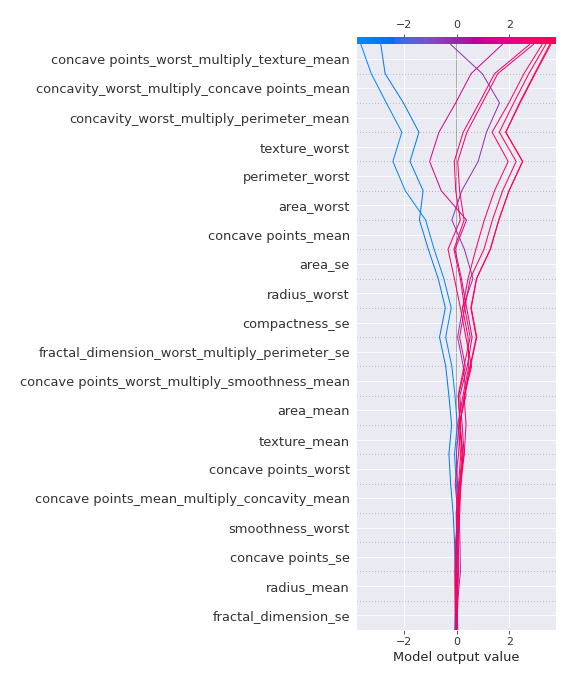 −2 0 2
concave points_worst_multiply_texture_mean
concavity_worst_multiply_concave points_mean
concavity_worst_multiply_perimeter_mean
texture_worst
perimeter_worst
area_worst
concave points_mean
area_se
radius_worst
compactness_se
fractal_dimension_worst_multiply_perimeter_se
concave points_worst_multiply_smoothness_mean
area_mean
texture_mean
concave points_worst
concave points_mean_multiply_concavity_mean
smoothness_worst
concave points_se
radius_mean
fractal_dimension_se
−2 0 2
Model output value